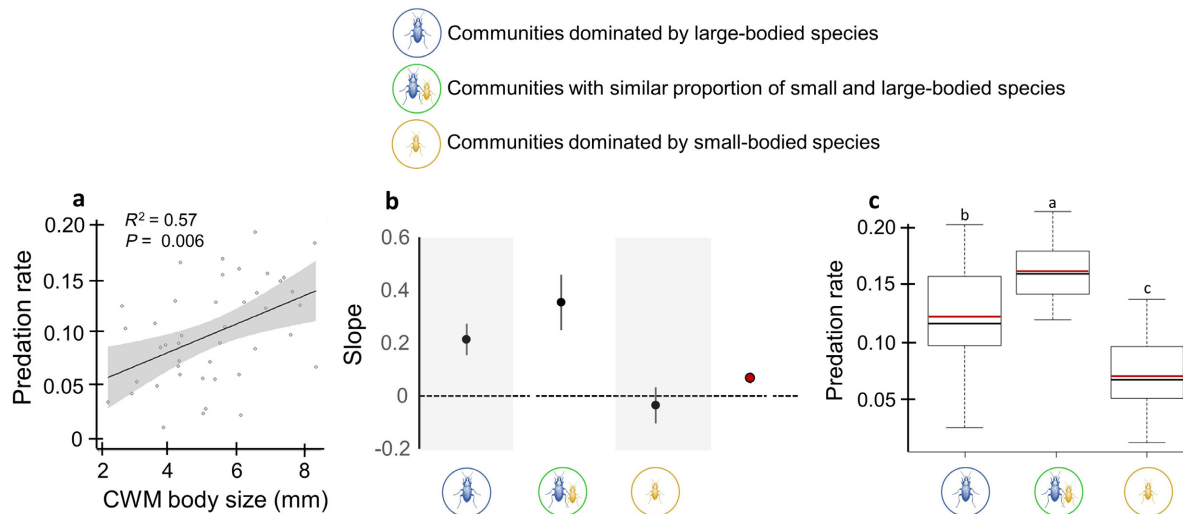 Communities dominated by large-bodied species
Communities with similar proportion of small and large-bodied species
Communities dominated by small-bodied species
a
R² = 0.57
P = 0.006
Predation rate
0.20
0.15
0.10
0.05
0
2
4
6
8
CWM body size (mm)
b
Slope
0.6
0.4
0.2
0
-0.2
c
Predation rate
0.20
0.15
0.10
0.05
b
a
c